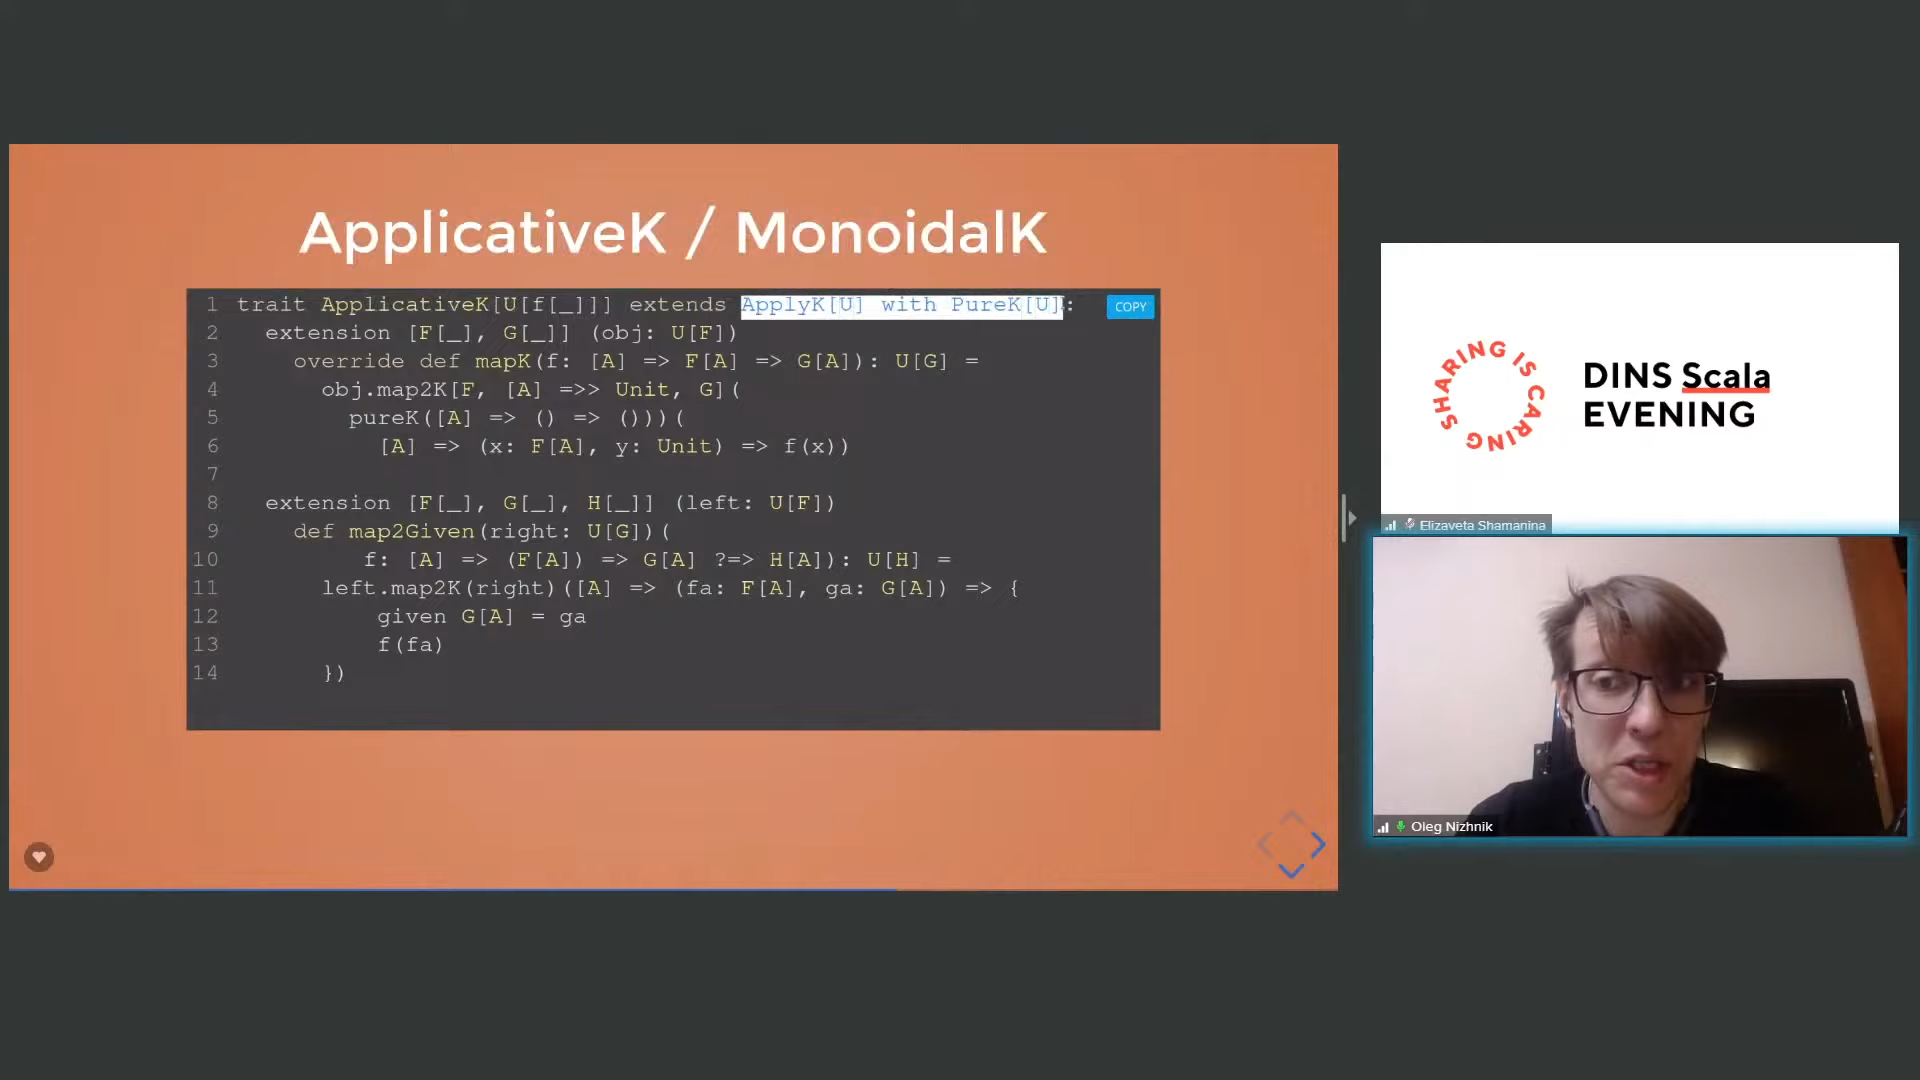 ApplicativeK / MonoidalK
1 trait ApplicativeK[U[f[_]]] extends ApplyK[U] with PureK[U]:
COPY
2 extension [F[_], G[_]] (obj: U[F])
3 override def mapK(f: [A] => F[A] => G[A]): U[G] =
4 obj.map2K[F, [A] =>> Unit, G](
5 pureK([A] => () => ()))(
6 [A] => (x: F[A], y: Unit) => f(x))
7
8 extension [F[_], G[_], H[_]] (left: U[F])
9 def map2Given(right: U[G])(
10 f: [A] => (F[A]) => G[A] ?=> H[A]): U[H] =
11 left.map2K(right)([A] => (fa: F[A], ga: G[A]) => {
12 given G[A] = ga
13 f(fa)
14 })
SHARING IS CARING
DINS Scala
EVENING
Elizaveta Shamanina
Oleg Nizhnik